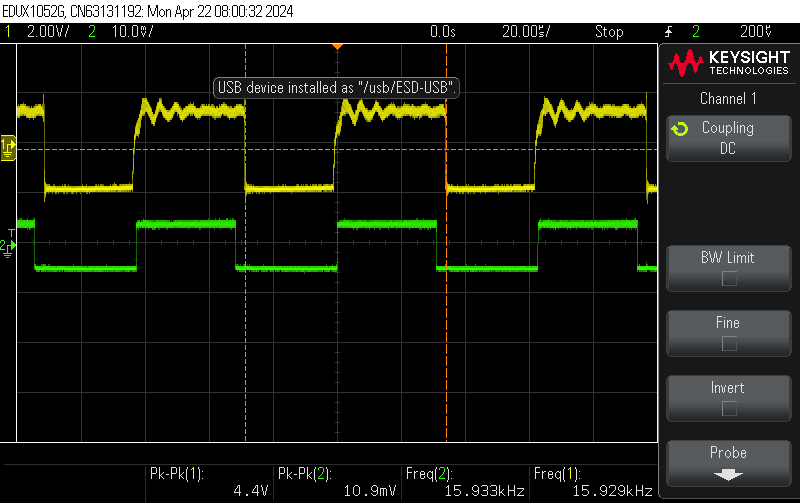 EDUX1052G, CN63131192: Mon Apr 22 08:00:32 2024
1 2.00V/ 2 10.0V/ 0.0s 20.00s/ Stop 2 200V
USB device installed as "/usb/ESD-USB".
KEYSIGHT
TECHNOLOGIES
Channel 1
Coupling
DC
BW Limit
Fine
Invert
Probe
1
T
2
Pk-Pk(1): Pk-Pk(2): Freq(2): Freq(1):
4.4V 10.9mV 15.933kHz 15.929kHz